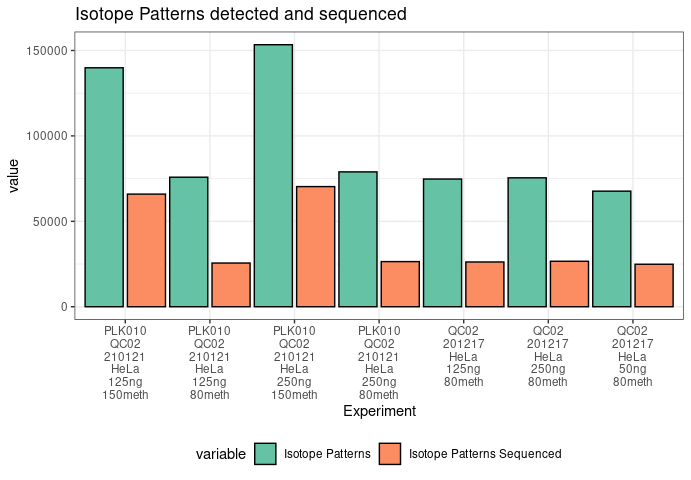 Isotope Patterns detected and sequenced
value
150000
100000
50000
0
PLK010
QC02
210121
HeLa
125ng
150meth
PLK010
QC02
210121
HeLa
125ng
80meth
PLK010
QC02
210121
HeLa
250ng
150meth
PLK010
QC02
210121
HeLa
250ng
80meth
QC02
201217
HeLa
125ng
80meth
QC02
201217
HeLa
250ng
80meth
QC02
201217
HeLa
50ng
80meth
Experiment
variable
Isotope Patterns
Isotope Patterns Sequenced